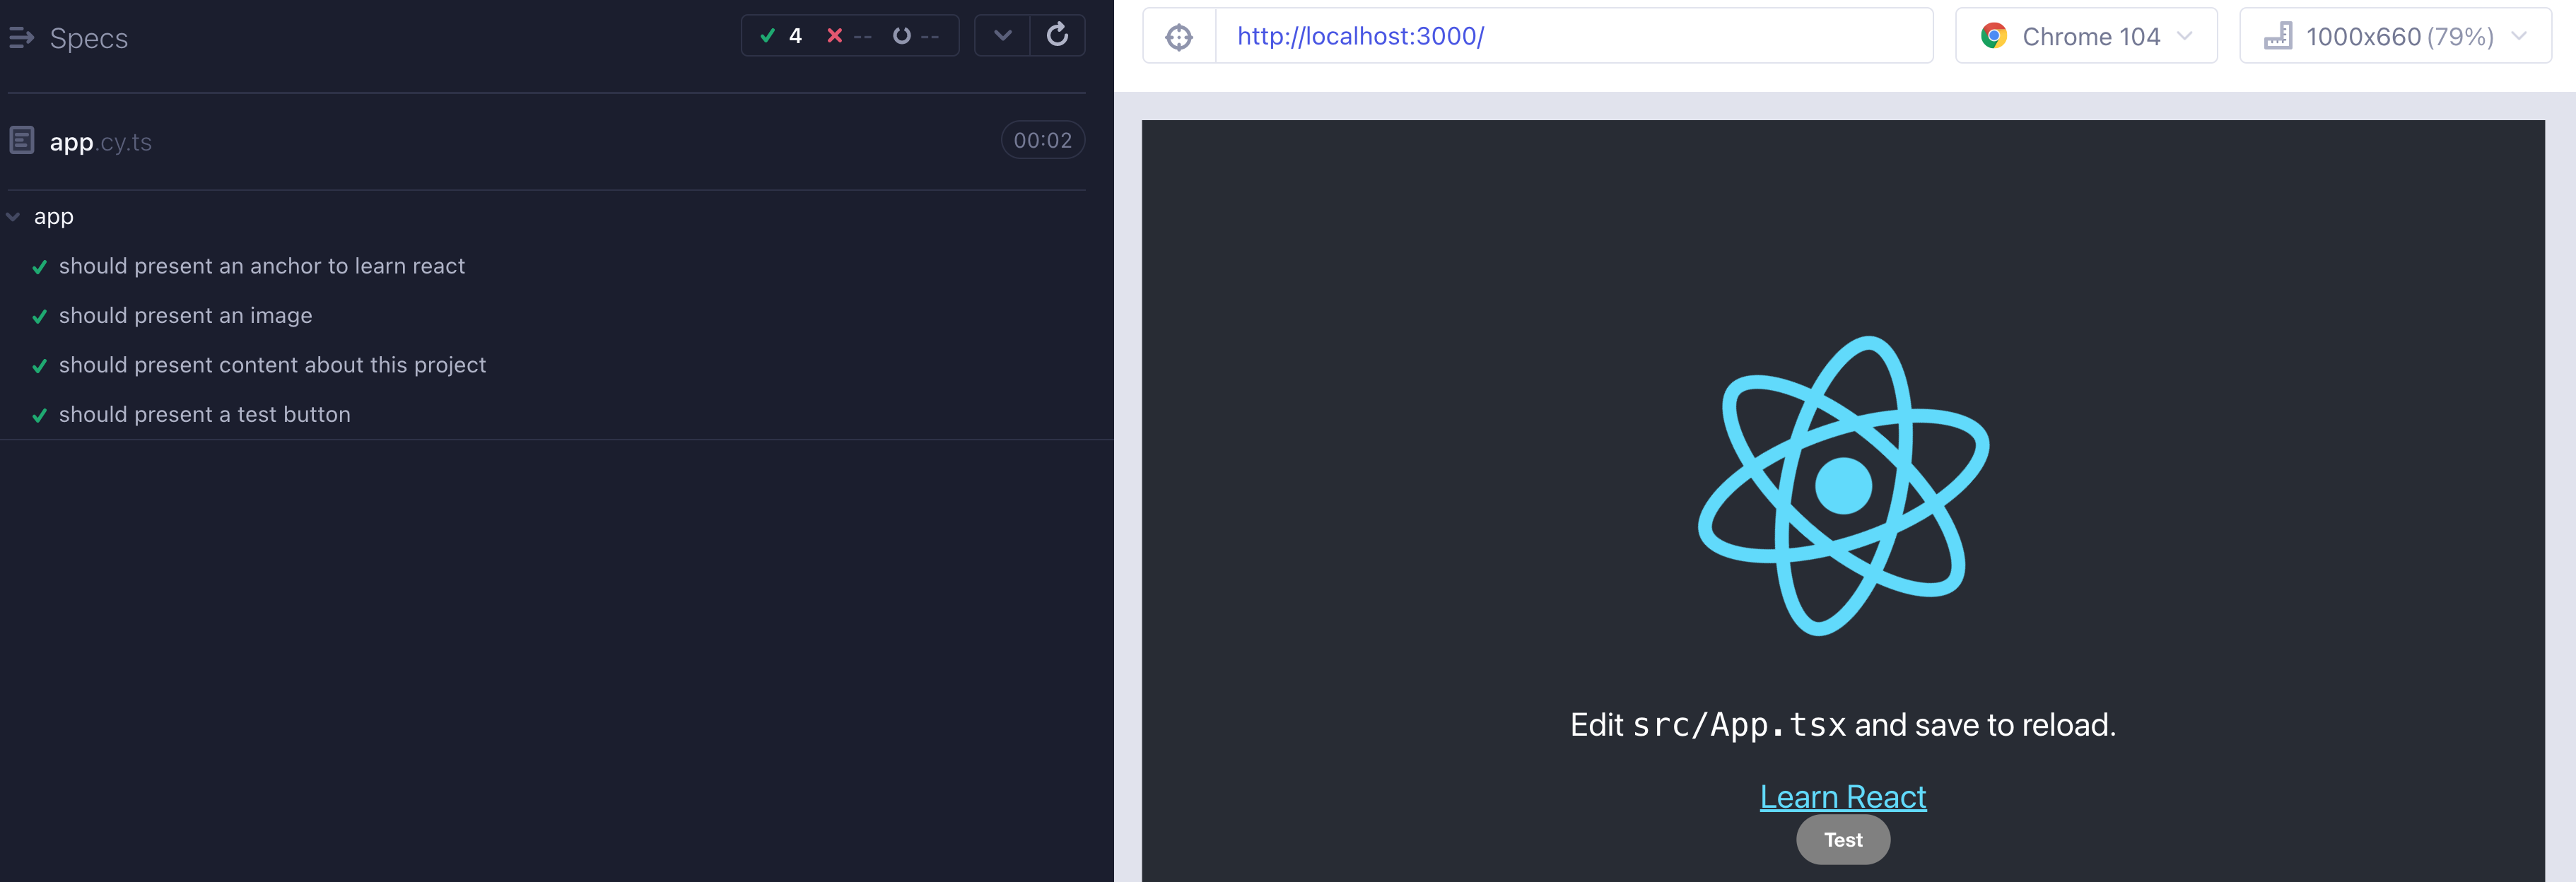 Specs
4 -- --
app.cy.ts
00:02
app
should present an anchor to learn react
should present an image
should present content about this project
should present a test button
http://localhost:3000/
Chrome 104
1000x660 (79%)
Edit src/App.tsx and save to reload.
Learn React
Test